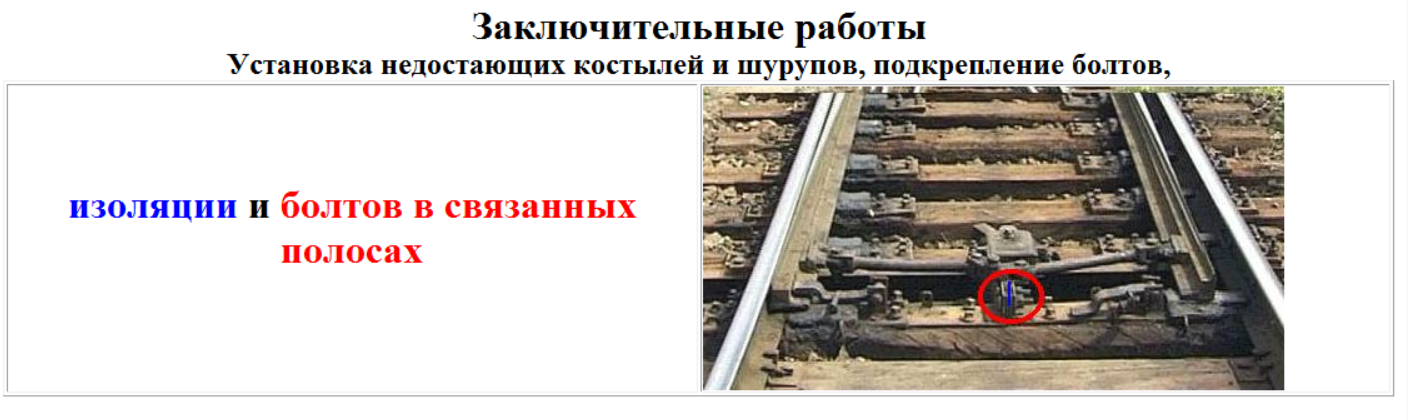 Заключительные работы
Установка недостающих костылей и шурупов, подкрепление болтов,
изоляции и болтов в связанных
полосах